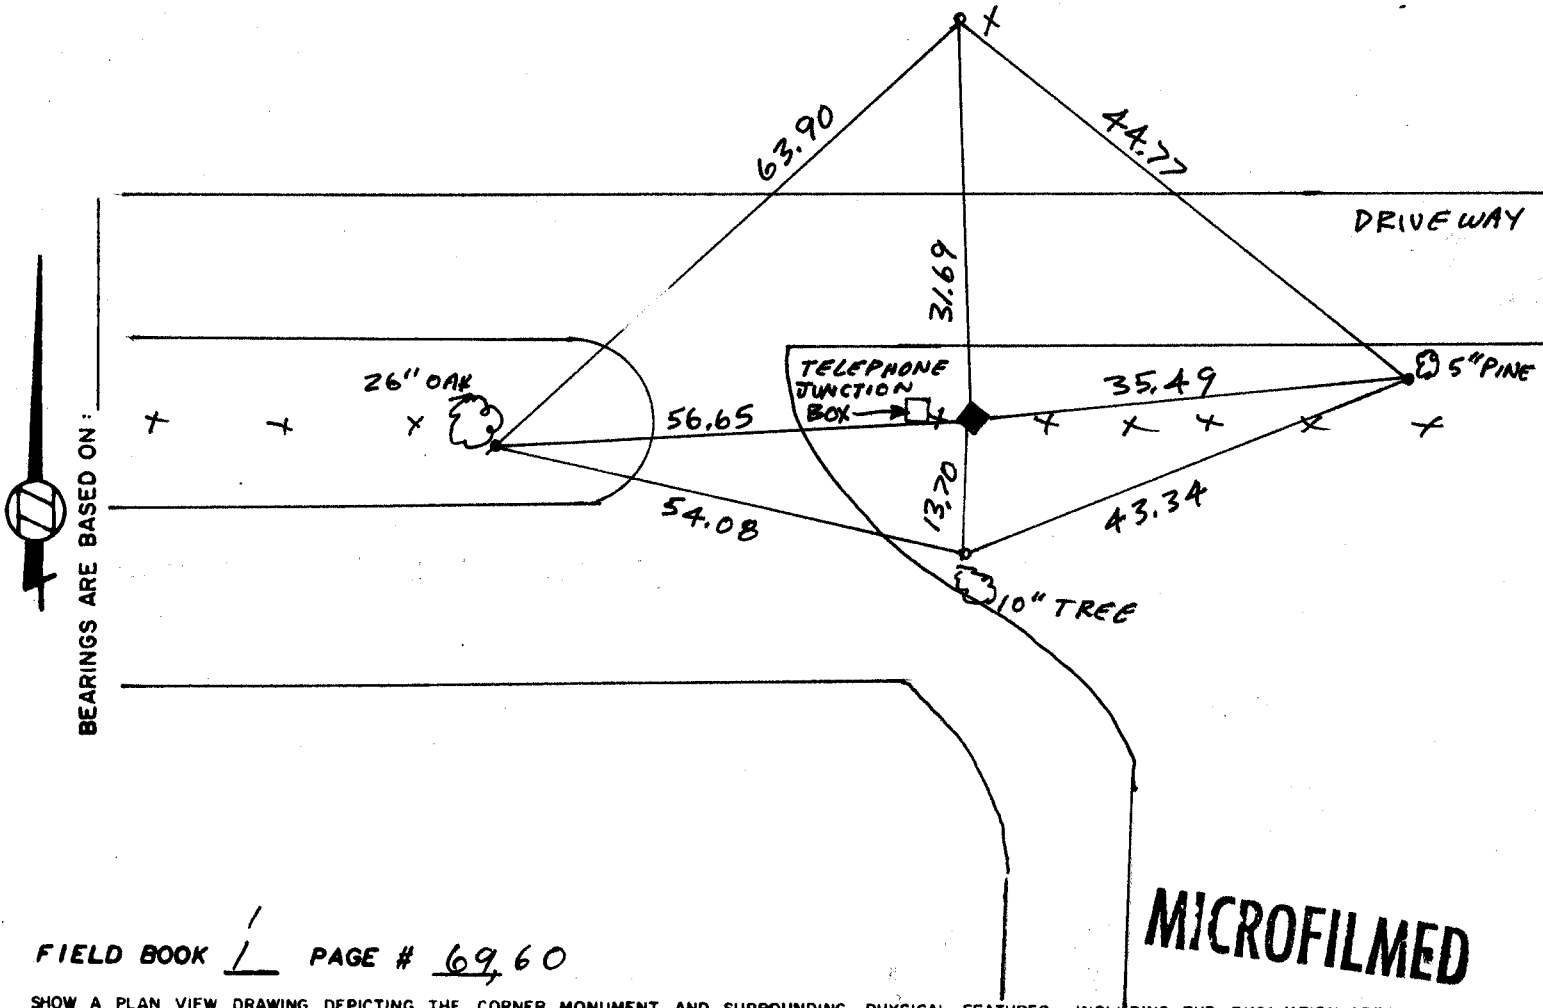 63.90
44.77
DRIVEWAY
31.69
26" OAK
TELEPHONE
JUNCTION
BOX
35.49
5" PINE
56.65
13.70
54.08
43.34
10" TREE
BEARINGS ARE BASED ON:
MICROFILMED
FIELD BOOK 1 PAGE # 69,60
SHOW A PLAN VIEW DRAWING DEPICTING THE CORNER MONUMENT AND SURROUNDING PHYSICAL FEATURES, INCLUDING THE